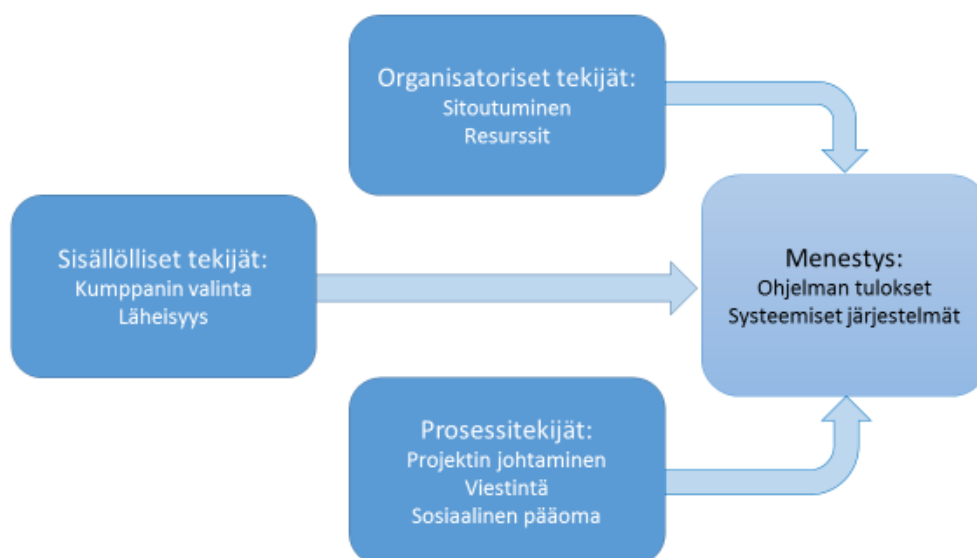 Organisatoriset tekijät:
Sitoutuminen
Resurssit
Sisällölliset tekijät:
Kumppanin valinta
Läheisyys
Menestys:
Ohjelman tulokset
Systeemiset järjestelmät
Prosessitekijät:
Projektin johtaminen
Viestintä
Sosiaalinen pääoma